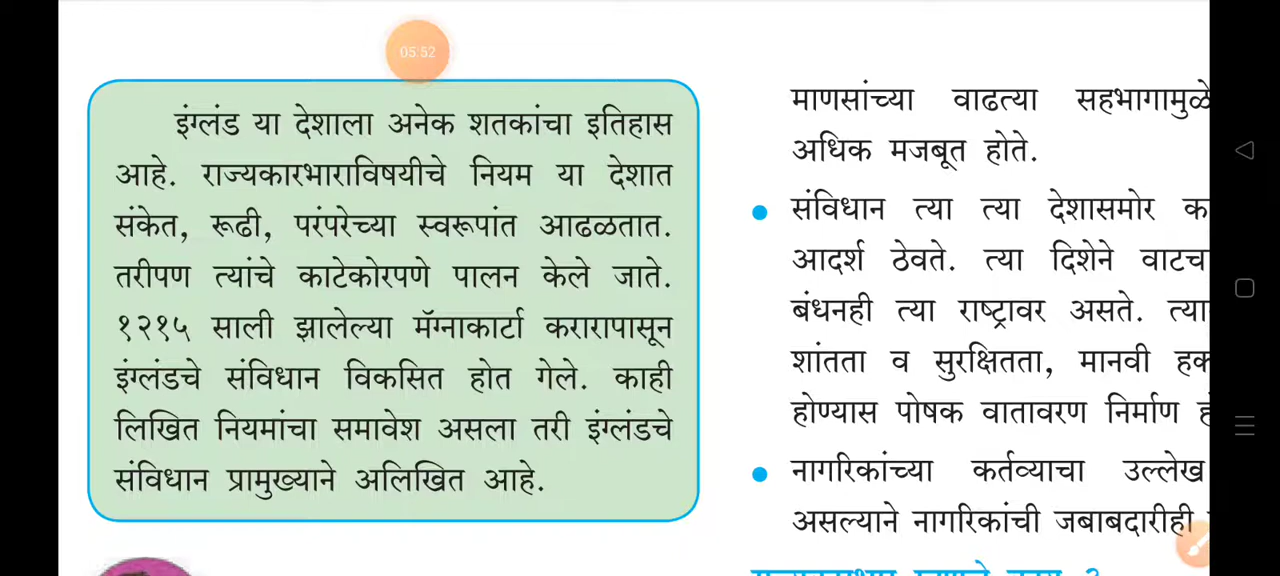 05:52
इंग्लंड या देशाला अनेक शतकांचा इतिहास
आहे. राज्यकारभाराविषयीचे नियम या देशात
संकेत, रूढी, परंपरेच्या स्वरूपांत आढळतात.
तरीपण त्यांचे काटेकोरपणे पालन केले जाते.
१२१५ साली झालेल्या मॅग्नाकार्टा करारापासून
इंग्लंडचे संविधान विकसित होत गेले. काही
लिखित नियमांचा समावेश असला तरी इंग्लंडचे
संविधान प्रामुख्याने अलिखित आहे.
माणसांच्या वाढत्या सहभागामुळे
अधिक मजबूत होते.
• संविधान त्या त्या देशासमोर
आदर्श ठेवते. त्या दिशेने
बंधनही त्या राष्ट्रावर असते.
शांतता व सुरक्षितता, मानवी
होण्यास पोषक वातावरण निर्माण
• नागरिकांच्या कर्तव्याचा उल्लेख
असल्याने नागरिकांची जबाबदारीही